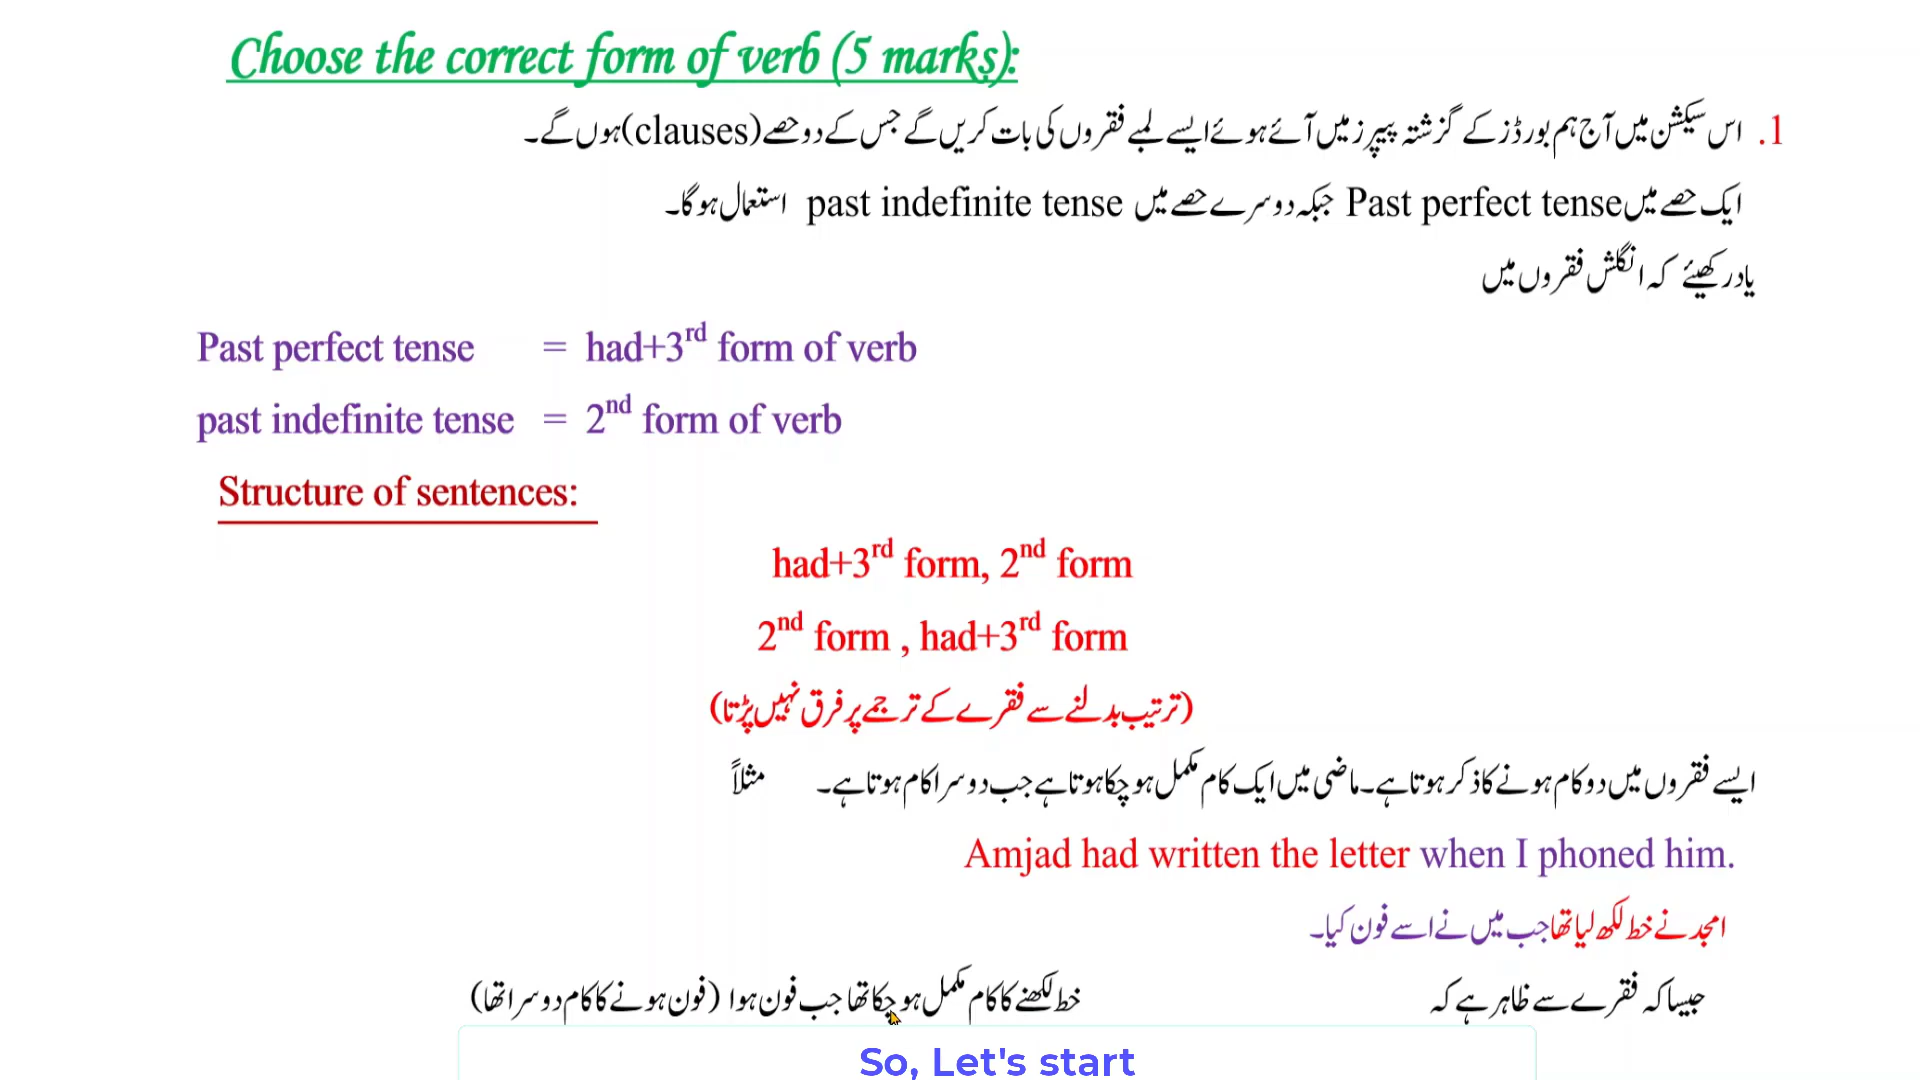 Choose the correct form of verb (5 marks):
1. اس سیکشن میں آج ہم بورڈز کے گزشتہ پیپرز میں آئے ہوئے ایسے لمبے فقروں کی بات کریں گے جس کے دو حصے (clauses) ہوں گے۔
ایک حصے میں Past perfect tense جبکہ دوسرے حصے میں past indefinite tense استعمال ہو گا۔
یاد رکھیئے کہ انگلش فقروں میں
Past perfect tense = had+3rd form of verb
past indefinite tense = 2nd form of verb
Structure of sentences:
had+3rd form, 2nd form
2nd form , had+3rd form
(ترتیب بدلنے سے فقرے کے ترجمے پر فرق نہیں پڑتا)
ایسے فقروں میں دو کام ہونے کا ذکر ہوتا ہے۔ ماضی میں ایک کام مکمل ہو چکا ہوتا ہے جب دوسرا کام ہوتا ہے۔ مثلاً
Amjad had written the letter when I phoned him.
امجد نے خط لکھ لیا تھا جب میں نے اسے فون کیا۔
جیسا کہ فقرے سے ظاہر ہے کہ خط لکھنے کا کام مکمل ہو چکا تھا جب فون ہوا (فون ہونے کا کام دوسرا تھا)
So, Let's start